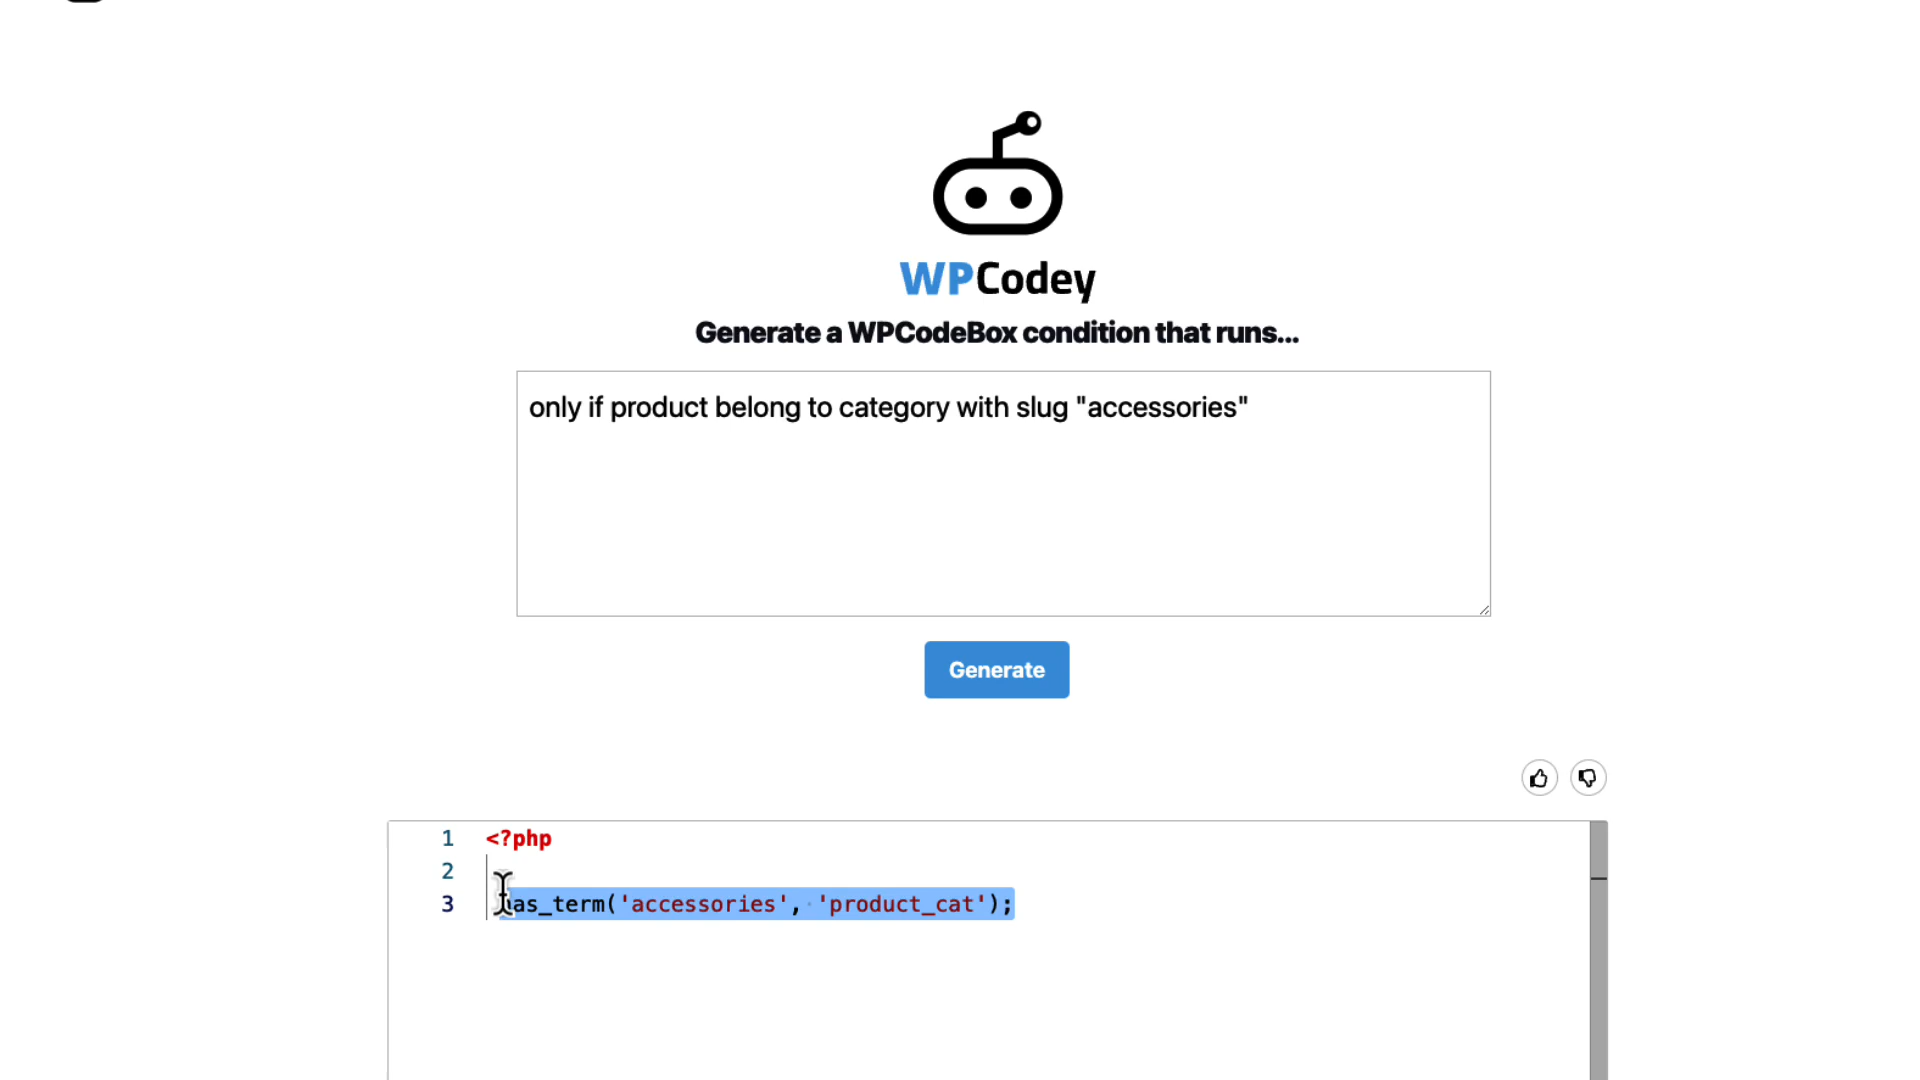 WPCodey
Generate a WPCodeBox condition that runs...
only if product belong to category with slug "accessories"
Generate
1 <?php
2
3 has_term('accessories', 'product_cat');